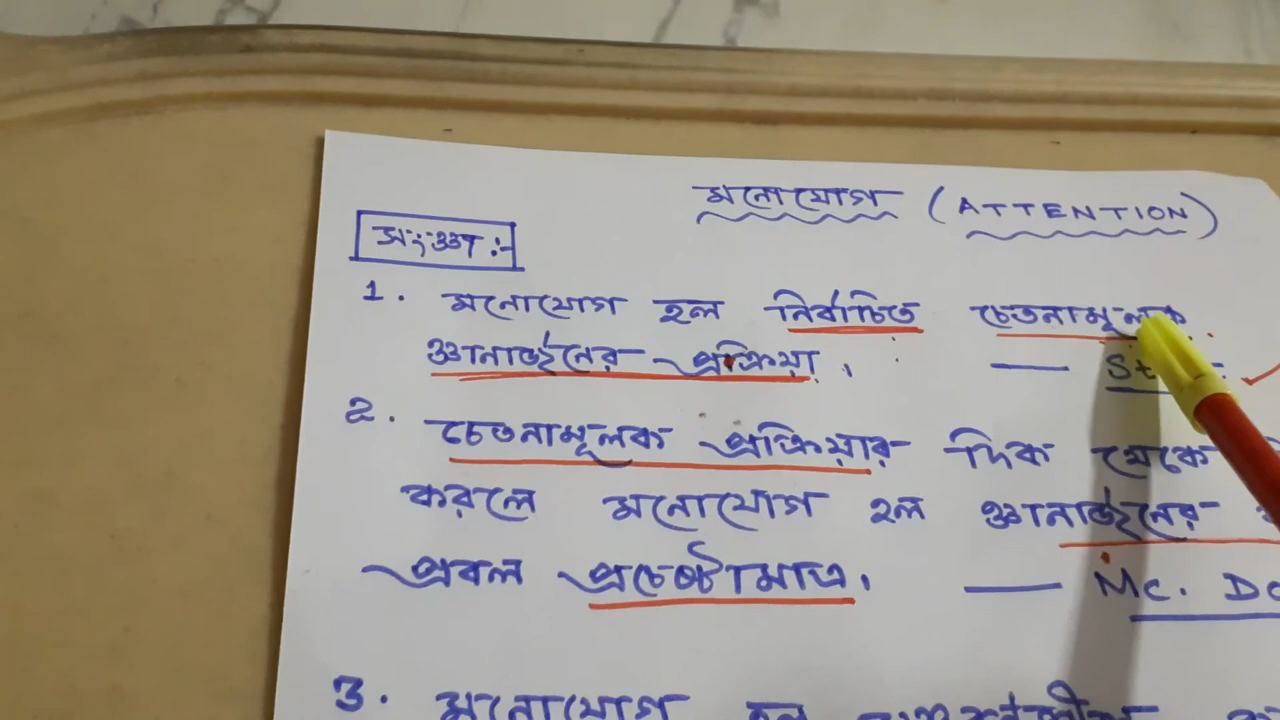 মনোযোগ (ATTENTION)
সংজ্ঞা :-
1. মনোযোগ হল নির্বাচিত চেতনামূলক
জ্ঞানার্জনের প্রক্রিয়া। —
2. চেতনামূলক প্রক্রিয়ার দিক থেকে
করলে মনোযোগ হল জ্ঞানার্জনের
প্রবল প্রচেষ্টামাত্র। — Mc.
3. মনোযোগ হল